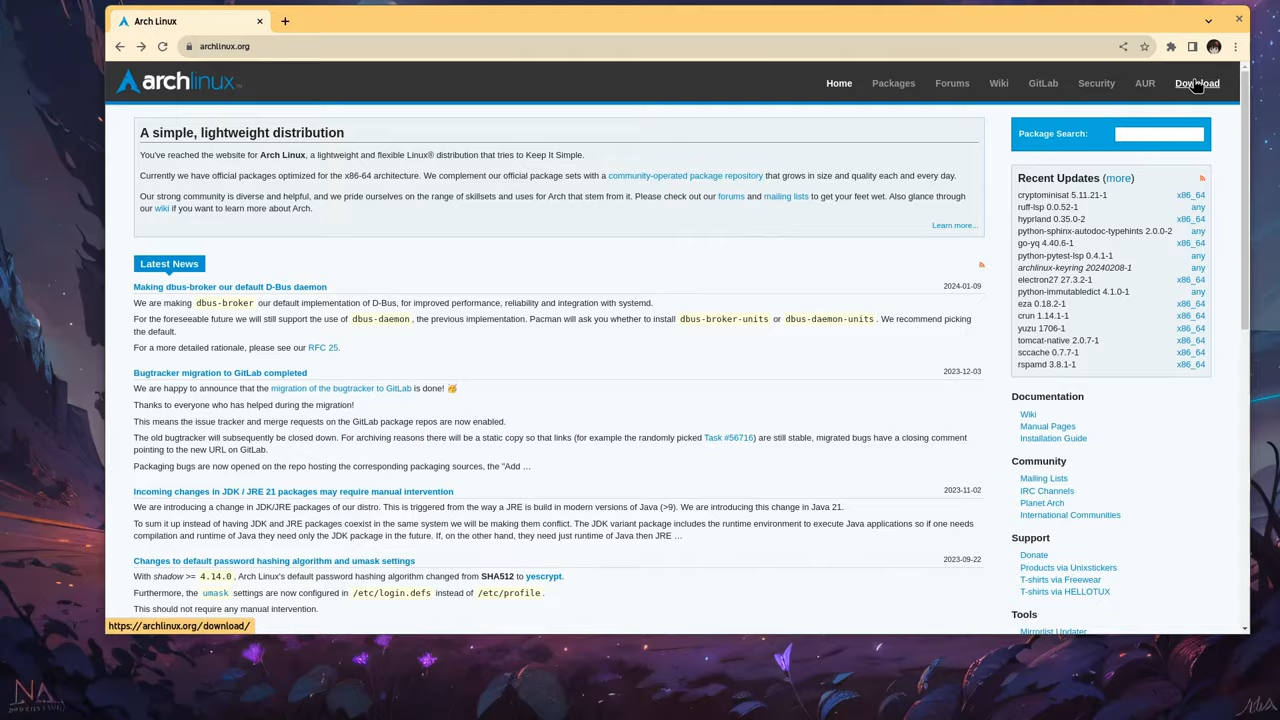 Arch Linux
archlinux.org
archlinux
Home Packages Forums Wiki GitLab Security AUR Download
A simple, lightweight distribution
You've reached the website for Arch Linux, a lightweight and flexible Linux® distribution that tries to Keep It Simple.
Currently we have official packages optimized for the x86-64 architecture. We complement our official package sets with a community-operated package repository that grows in size and quality each and every day.
Our strong community is diverse and helpful, and we pride ourselves on the range of skillsets and uses for Arch that stem from it. Please check out our forums and mailing lists to get your feet wet. Also glance through
our wiki if you want to learn more about Arch.
Learn more...
Latest News
Making dbus-broker our default D-Bus daemon 2024-01-09
We are making dbus-broker our default implementation of D-Bus, for improved performance, reliability and integration with systemd.
For the foreseeable future we will still support the use of dbus-daemon, the previous implementation. Pacman will ask you whether to install dbus-broker-units or dbus-daemon-units. We recommend picking
the default.
For a more detailed rationale, please see our RFC 25.
Bugtracker migration to GitLab completed 2023-12-03
We are happy to announce that the migration of the bugtracker to GitLab is done! 🥳
Thanks to everyone who has helped during the migration!
This means the issue tracker and merge requests on the GitLab package repos are now enabled.
The old bugtracker will subsequently be closed down. For archiving reasons there will be a static copy so that links (for example the randomly picked Task #56716) are still stable, migrated bugs have a closing comment
pointing to the new URL on GitLab.
Packaging bugs are now opened on the repo hosting the corresponding packaging sources, the "Add …
Incoming changes in JDK / JRE 21 packages may require manual intervention 2023-11-02
We are introducing a change in JDK/JRE packages of our distro. This is triggered from the way a JRE is build in modern versions of Java (>9). We are introducing this change in Java 21.
To sum it up instead of having JDK and JRE packages coexist in the same system we will be making them conflict. The JDK variant package includes the runtime environment to execute Java applications so if one needs
compilation and runtime of Java they need only the JDK package in the future. If, on the other hand, they need just runtime of Java then JRE …
Changes to default password hashing algorithm and umask settings 2023-09-22
With shadow >= 4.14.0, Arch Linux's default password hashing algorithm changed from SHA512 to yescrypt.
Furthermore, the umask settings are now configured in /etc/login.defs instead of /etc/profile.
This should not require any manual intervention.
Package Search:
Recent Updates (more)
cryptominisat 5.11.21-1 x86_64
ruff-lsp 0.0.52-1 any
hyprland 0.35.0-2 x86_64
python-sphinx-autodoc-typehints 2.0.0-2 any
go-yq 4.40.6-1 x86_64
python-pytest-lsp 0.4.1-1 any
archlinux-keyring 20240208-1 any
electron27 27.3.2-1 x86_64
python-immutabledict 4.1.0-1 any
eza 0.18.2-1 x86_64
crun 1.14.1-1 x86_64
yuzu 1706-1 x86_64
tomcat-native 2.0.7-1 x86_64
sccache 0.7.7-1 x86_64
rspamd 3.8.1-1 x86_64
Documentation
Wiki
Manual Pages
Installation Guide
Community
Mailing Lists
IRC Channels
Planet Arch
International Communities
Support
Donate
Products via Unixstickers
T-shirts via Freewear
T-shirts via HELLOTUX
Tools
Mirrorlist Updater
https://archlinux.org/download/